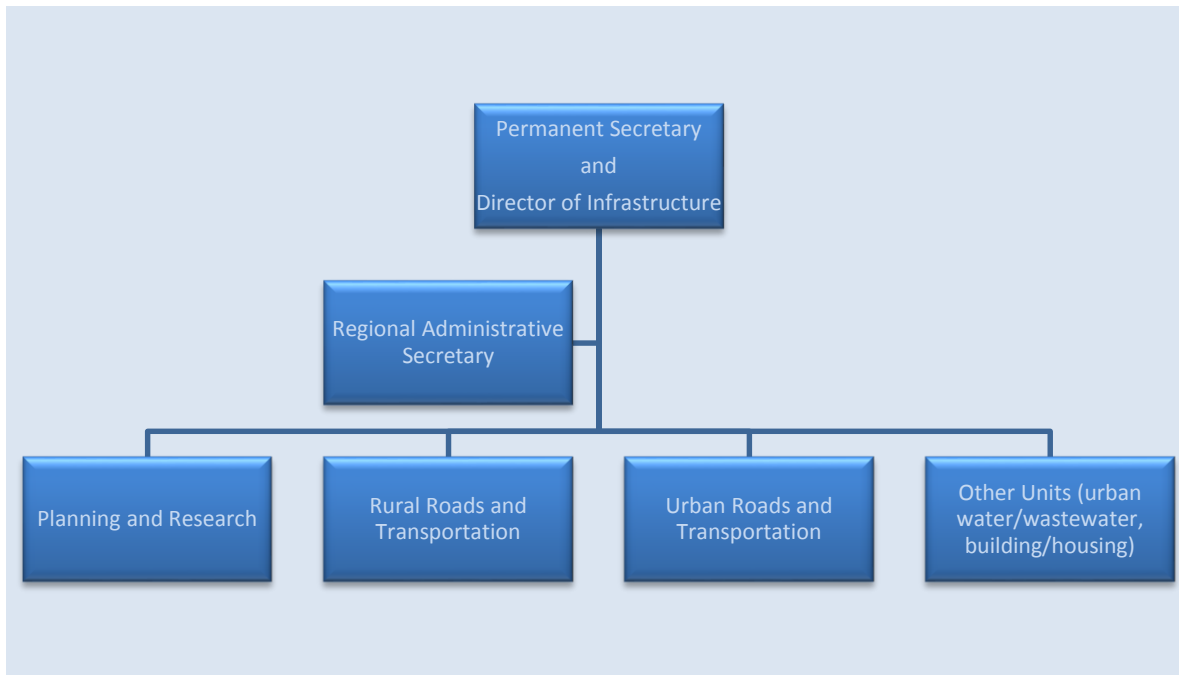 Permanent Secretary
and
Director of Infrastructure
Regional Administrative
Secretary
Planning and Research
Rural Roads and
Transportation
Urban Roads and
Transportation
Other Units (urban
water/wastewater,
building/housing)